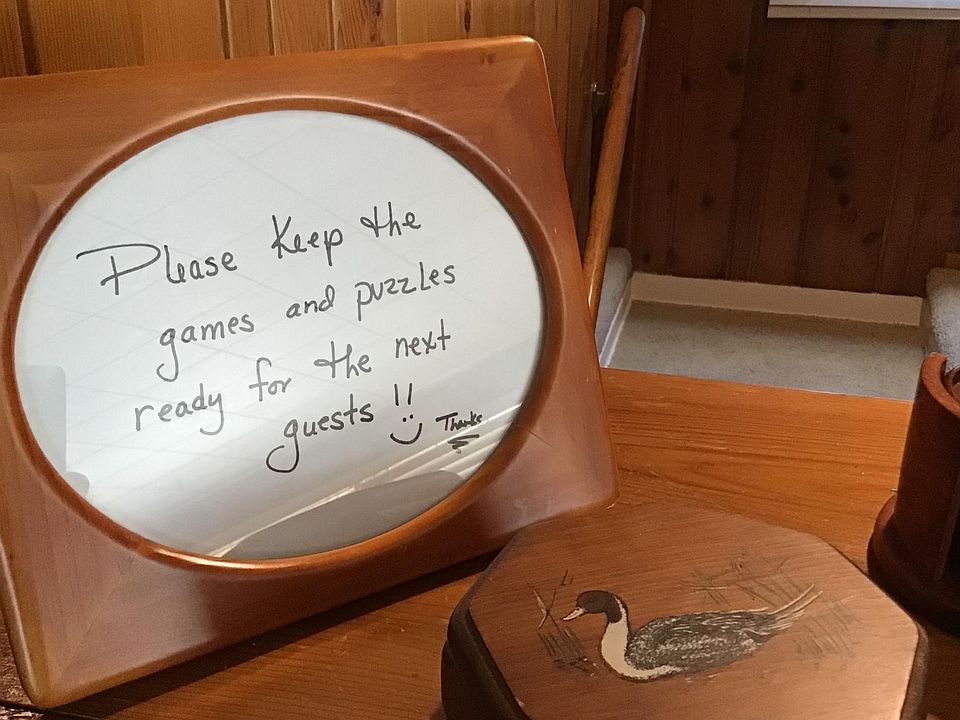 Please Keep the
games and puzzles
ready for the next
guests !! Thanks